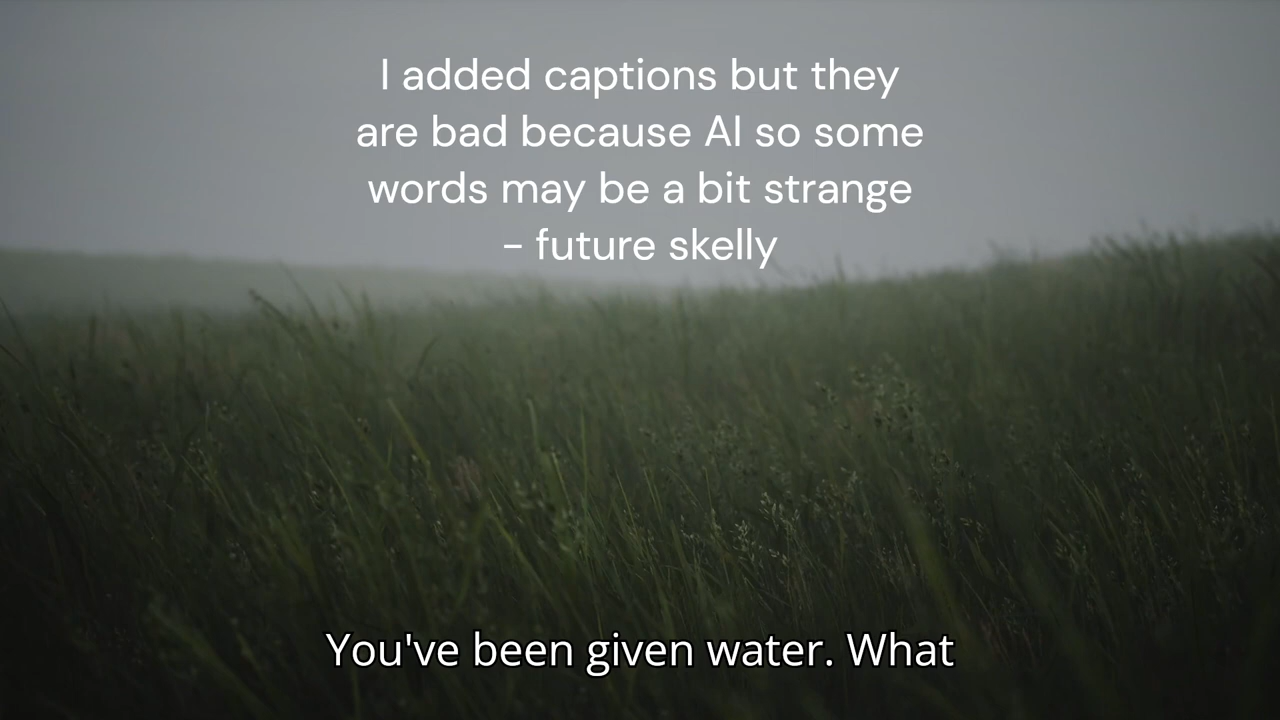 I added captions but they
are bad because AI so some
words may be a bit strange
- future skelly
You've been given water. What